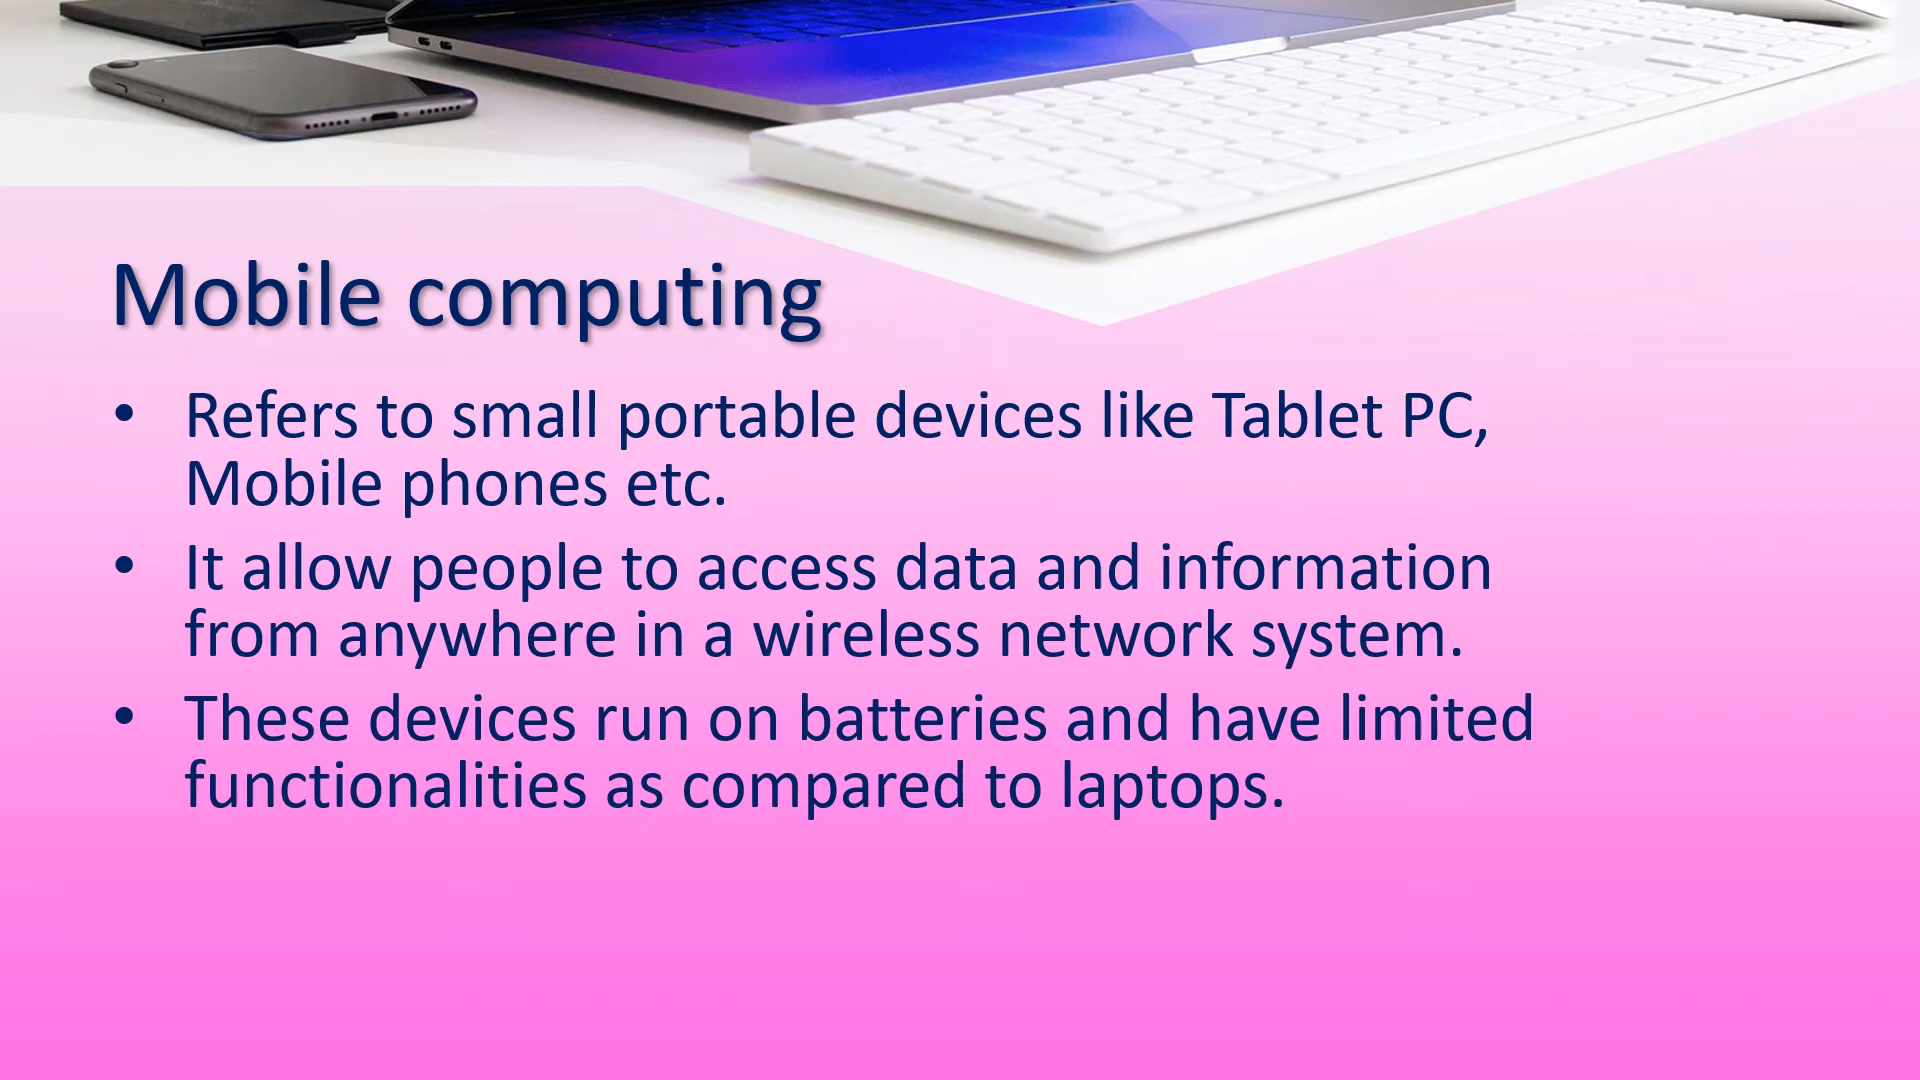 Mobile computing
• Refers to small portable devices like Tablet PC,
Mobile phones etc.
• It allow people to access data and information
from anywhere in a wireless network system.
• These devices run on batteries and have limited
functionalities as compared to laptops.